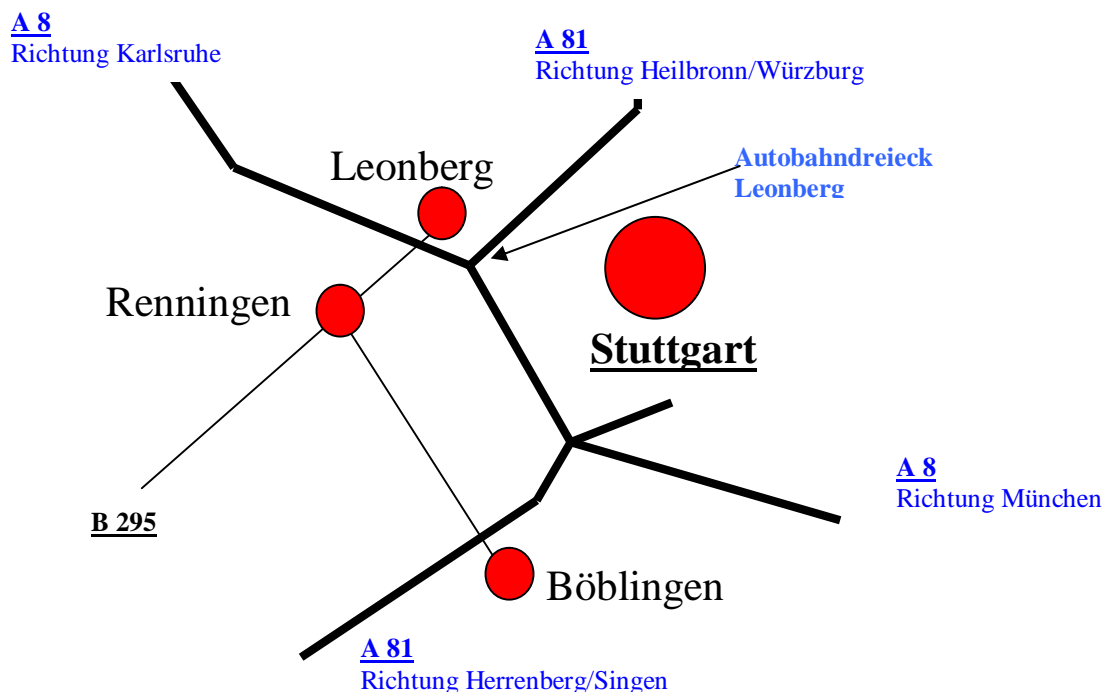 A 8
Richtung Karlsruhe
A 81
Richtung Heilbronn/Würzburg
Autobahndreieck
Leonberg
Leonberg
Renningen
Stuttgart
A 8
Richtung München
B 295
Böblingen
A 81
Richtung Herrenberg/Singen